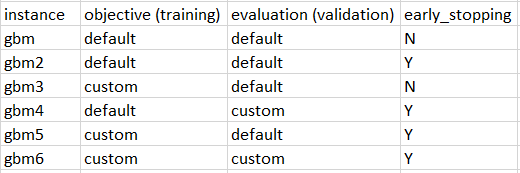 instance objective (training) evaluation (validation) early_stopping
gbm default default N
gbm2 default default Y
gbm3 custom default N
gbm4 default custom Y
gbm5 custom default Y
gbm6 custom custom Y